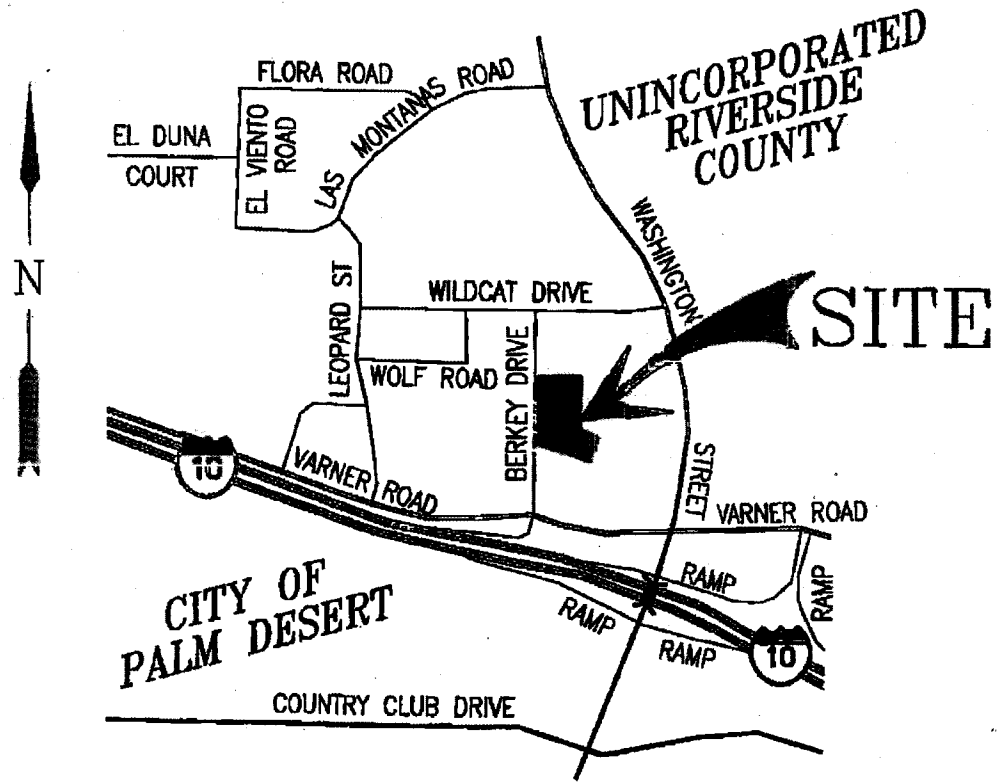 FLORA ROAD
LAS MONTANAS ROAD
UNINCORPORATED
RIVERSIDE
COUNTY
EL DUNA
COURT
EL VIENTO
ROAD
N
WASHINGTON
STREET
SITE
WILDCAT DRIVE
LEOPARD ST
WOLF ROAD
BERKEY DRIVE
10
VARNER ROAD
VARNER ROAD
CITY OF
PALM DESERT
RAMP
RAMP
RAMP
RAMP
10
COUNTRY CLUB DRIVE